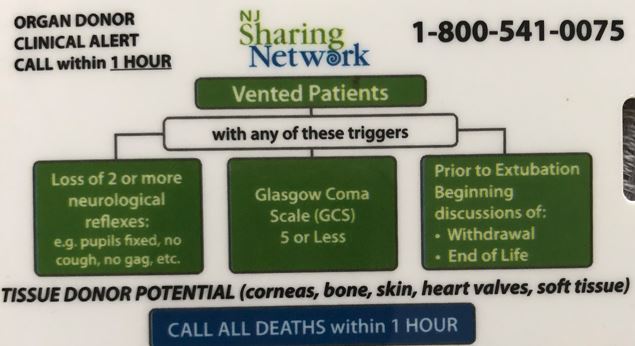 ORGAN DONOR
CLINICAL ALERT
CALL within 1 HOUR
NJ
Sharing
Network
1-800-541-0075
Vented Patients
with any of these triggers
Loss of 2 or more
neurological
reflexes:
e.g. pupils fixed, no
cough, no gag, etc.
Glasgow Coma
Scale (GCS)
5 or Less
Prior to Extubation
Beginning
discussions of:
• Withdrawal
• End of Life
TISSUE DONOR POTENTIAL (corneas, bone, skin, heart valves, soft tissue)
CALL ALL DEATHS within 1 HOUR